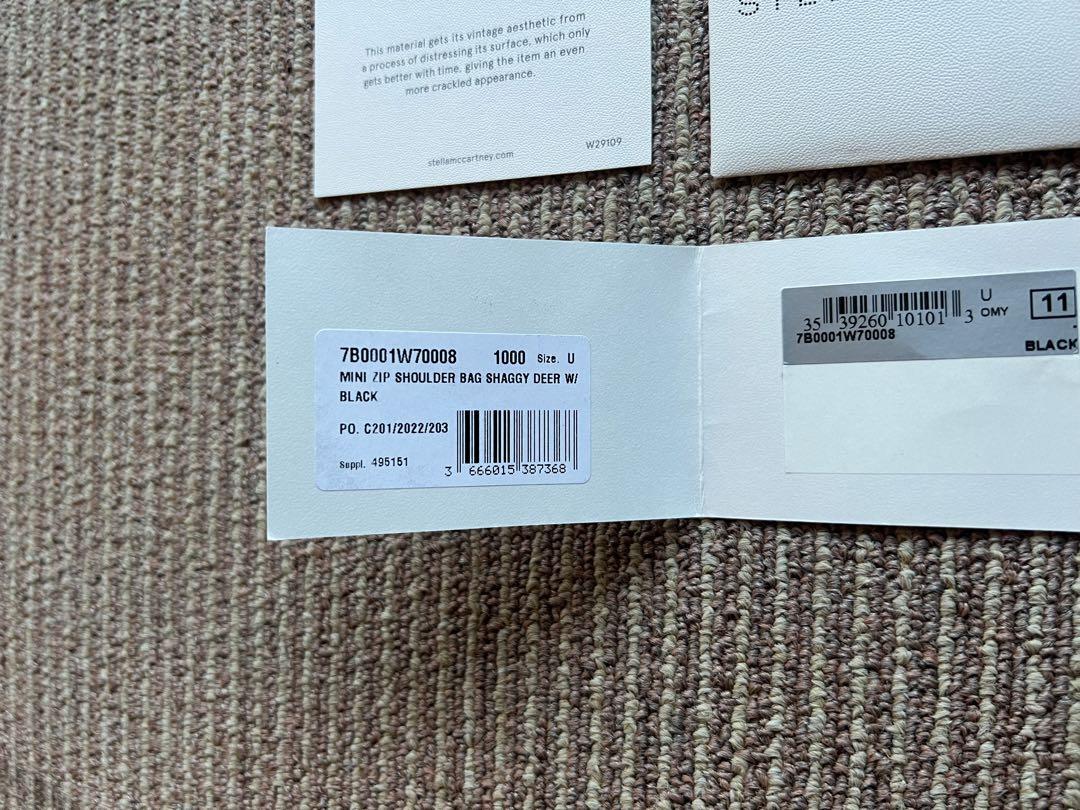 This material gets its vintage aesthetic from
a process of distressing its surface, which only
gets better with time, giving the item an even
more crackled appearance.
stellamccartney.com
W29109
7B0001W70008 1000 Size. U
MINI ZIP SHOULDER BAG SHAGGY DEER W/
BLACK
PO. C201/2022/203
Suppl. 495151
3 666015 387368
35 39260 10101 3
U
OMY
11
7B0001W70008
BLACK